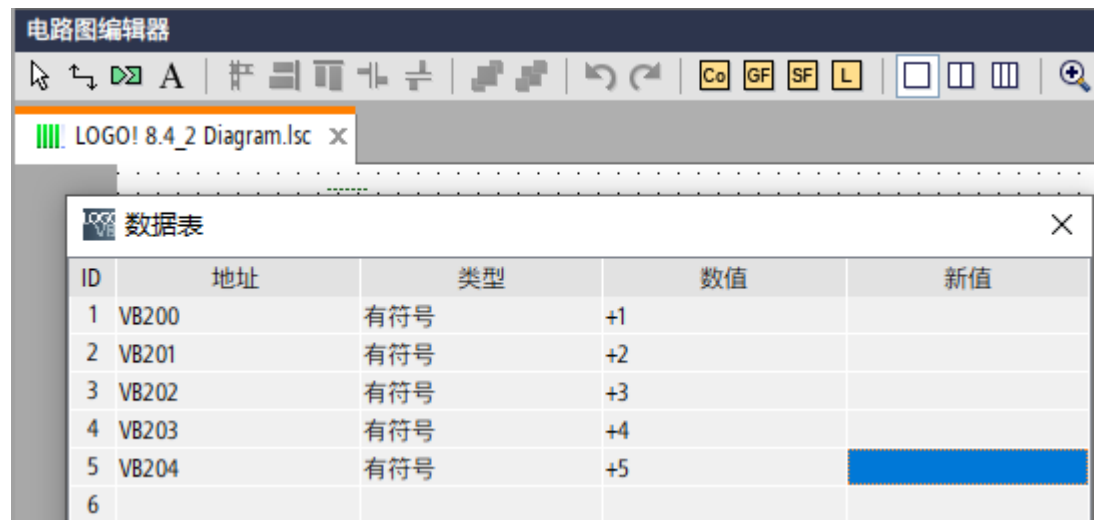 电路图编辑器
A Co GF SF L
LOGO! 8.4_2 Diagram.lsc
数据表
ID 地址 类型 数值 新值
1 VB200 有符号 +1
2 VB201 有符号 +2
3 VB202 有符号 +3
4 VB203 有符号 +4
5 VB204 有符号 +5
6